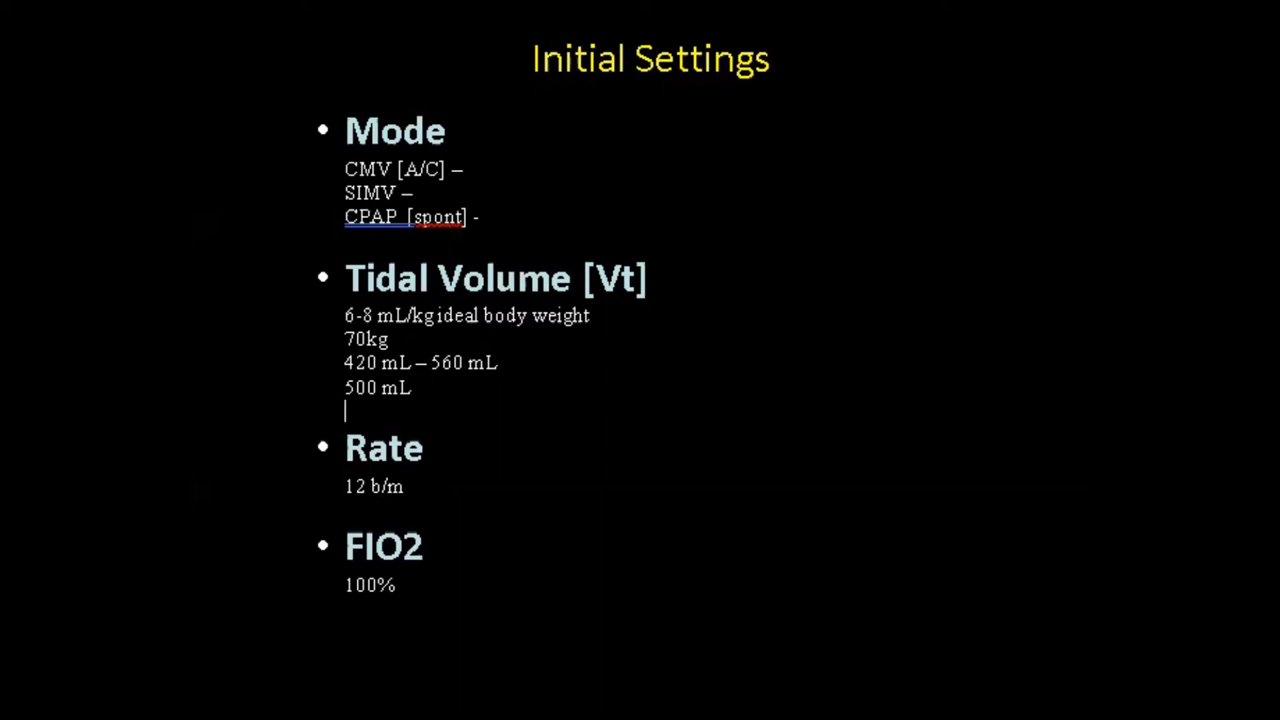 Initial Settings
• Mode
CMV [A/C] –
SIMV –
CPAP [spont] -
• Tidal Volume [Vt]
6-8 mL/kg ideal body weight
70kg
420 mL – 560 mL
500 mL
• Rate
12 b/m
• FIO2
100%